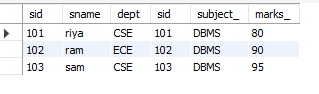 sid sname dept sid subject_ marks_
101 riya CSE 101 DBMS 80
102 ram ECE 102 DBMS 90
103 sam CSE 103 DBMS 95